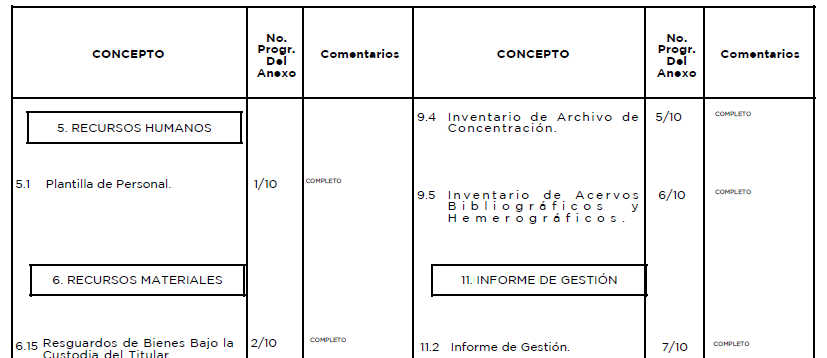 CONCEPTO
No.
Progr.
Del
Anexo
Comentarios
CONCEPTO
No.
Progr.
Del
Anexo
Comentarios
5. RECURSOS HUMANOS
5.1 Plantilla de Personal. 1/10 COMPLETO
6. RECURSOS MATERIALES
6.15 Resguardos de Bienes Bajo la 2/10 COMPLETO
Custodia del Titular
9.4 Inventario de Archivo de 5/10 COMPLETO
Concentración.
9.5 Inventario de Acervos 6/10 COMPLETO
Bibliográficos y
Hemerográficos.
11. INFORME DE GESTIÓN
11.2 Informe de Gestión. 7/10 COMPLETO